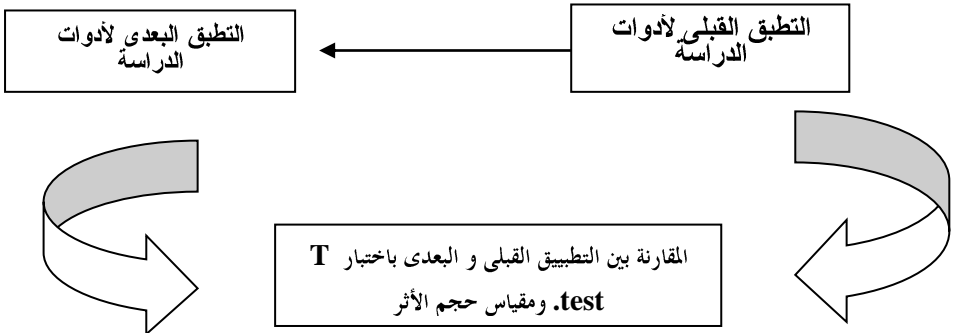 التطبق القبلى لأدوات
الدراسة
التطبق البعدى لأدوات
الدراسة
المقارنة بين التطبييق القبلى و البعدى باختبار T
test. ومقياس حجم الأثر